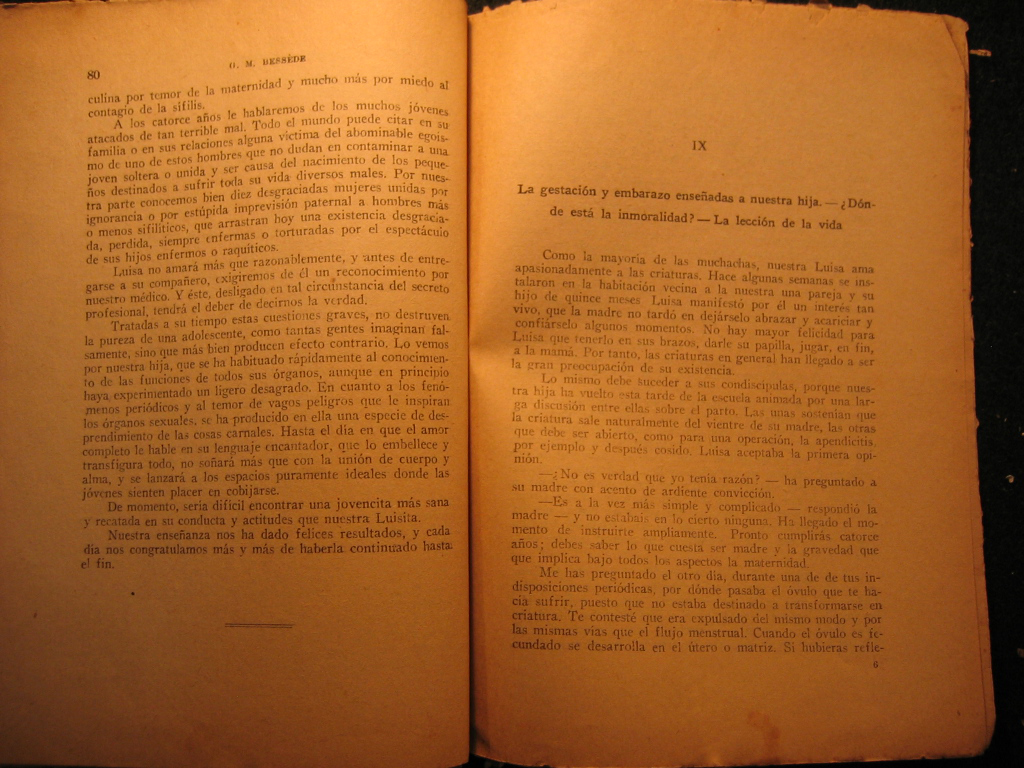 80
G. M. BESSÉDE
culina por temor de la maternidad y mucho más por miedo al
contagio de la sífilis.
A los catorce años le hablaremos de los muchos jóvenes
atacados de tan terrible mal. Todo el mundo puede citar en su
familia o en sus relaciones alguna víctima del abominable egoís-
mo de uno de estos hombres que no dudan en contaminar a una
joven soltera o unida y ser causa del nacimiento de los peque-
ños destinados a sufrir toda su vida diversos males. Por nues-
tra parte conocemos bien diez desgraciadas mujeres unidas por
ignorancia o por estúpida imprevisión paternal a hombres más
o menos sifilíticos, que arrastran hoy una existencia desgracia-
da, perdida, siempre enfermas o torturadas por el espectáculo
de sus hijos enfermos o raquíticos.
Luisa no amará más que razonablemente, y antes de entre-
garse a su compañero, exigiremos de él un reconocimiento por
nuestro médico. Y éste, desligado en tal circunstancia del secreto
profesional, tendrá el deber de decirnos la verdad.
Tratadas a su tiempo estas cuestiones graves, no destruyen
la pureza de una adolescente, como tantas gentes imaginan fal-
samente, sino que más bien producen efecto contrario. Lo vemos
por nuestra hija, que se ha habituado rápidamente al conocimien-
to de las funciones de todos sus órganos, aunque en principio
haya experimentado un ligero desagrado. En cuanto a los fenó-
menos periódicos y al temor de vagos peligros que le inspiran
los órganos sexuales, se ha producido en ella una especie de des-
prendimiento de las cosas carnales. Hasta el día en que el amor
completo le hable en su lenguaje encantador, que lo embellece y
transfigura todo, no soñará más que con la unión de cuerpo y
alma, y se lanzará a los espacios puramente ideales donde las
jóvenes sienten placer en cobijarse.
De momento, sería difícil encontrar una jovencita más sana
y recatada en su conducta y actitudes que nuestra Luisita.
Nuestra enseñanza nos ha dado felices resultados, y cada
día nos congratulamos más y más de haberla continuado hasta
el fin.
IX
La gestación y embarazo enseñadas a nuestra hija. — ¿Dón-
de está la inmoralidad? — La lección de la vida
Como la mayoría de las muchachas, nuestra Luisa ama
apasionadamente a las criaturas. Hace algunas semanas se ins-
talaron en la habitación vecina a la nuestra una pareja y su
hijo de quince meses. Luisa manifestó por él un interés tan
vivo, que la madre no tardó en dejárselo abrazar y acariciar y
confiárselo algunos momentos. No hay mayor felicidad para
Luisa que tenerlo en sus brazos, darle su papilla, jugar, en fin,
a la mamá. Por tanto, las criaturas en general han llegado a ser
la gran preocupación de su existencia.
Lo mismo debe suceder a sus condiscípulas, porque nues-
tra hija ha vuelto esta tarde de la escuela animada por una lar-
ga discusión entre ellas sobre el parto. Las unas sostenían que
la criatura sale naturalmente del vientre de su madre, las otras
que debe ser abierto, como para una operación, la apendicitis
por ejemplo y después cosido. Luisa aceptaba la primera opi-
nión.
—¿No es verdad que yo tenía razón? — ha preguntado a
su madre con acento de ardiente convicción.
—Es a la vez más simple y complicado — respondió la
madre — y no estabais en lo cierto ninguna. Ha llegado el mo-
mento de instruirte ampliamente. Pronto cumplirás catorce
años; debes saber lo que cuesta ser madre y la gravedad que
que implica bajo todos los aspectos la maternidad.
Me has preguntado el otro día, durante una de de tus in-
disposiciones periódicas, por dónde pasaba el óvulo que te ha-
cía sufrir, puesto que no estaba destinado a transformarse en
criatura. Te contesté que era expulsado del mismo modo y por
las mismas vías que el flujo menstrual. Cuando el óvulo es fe-
cundado se desarrolla en el útero o matriz. Si hubieras refle-
6